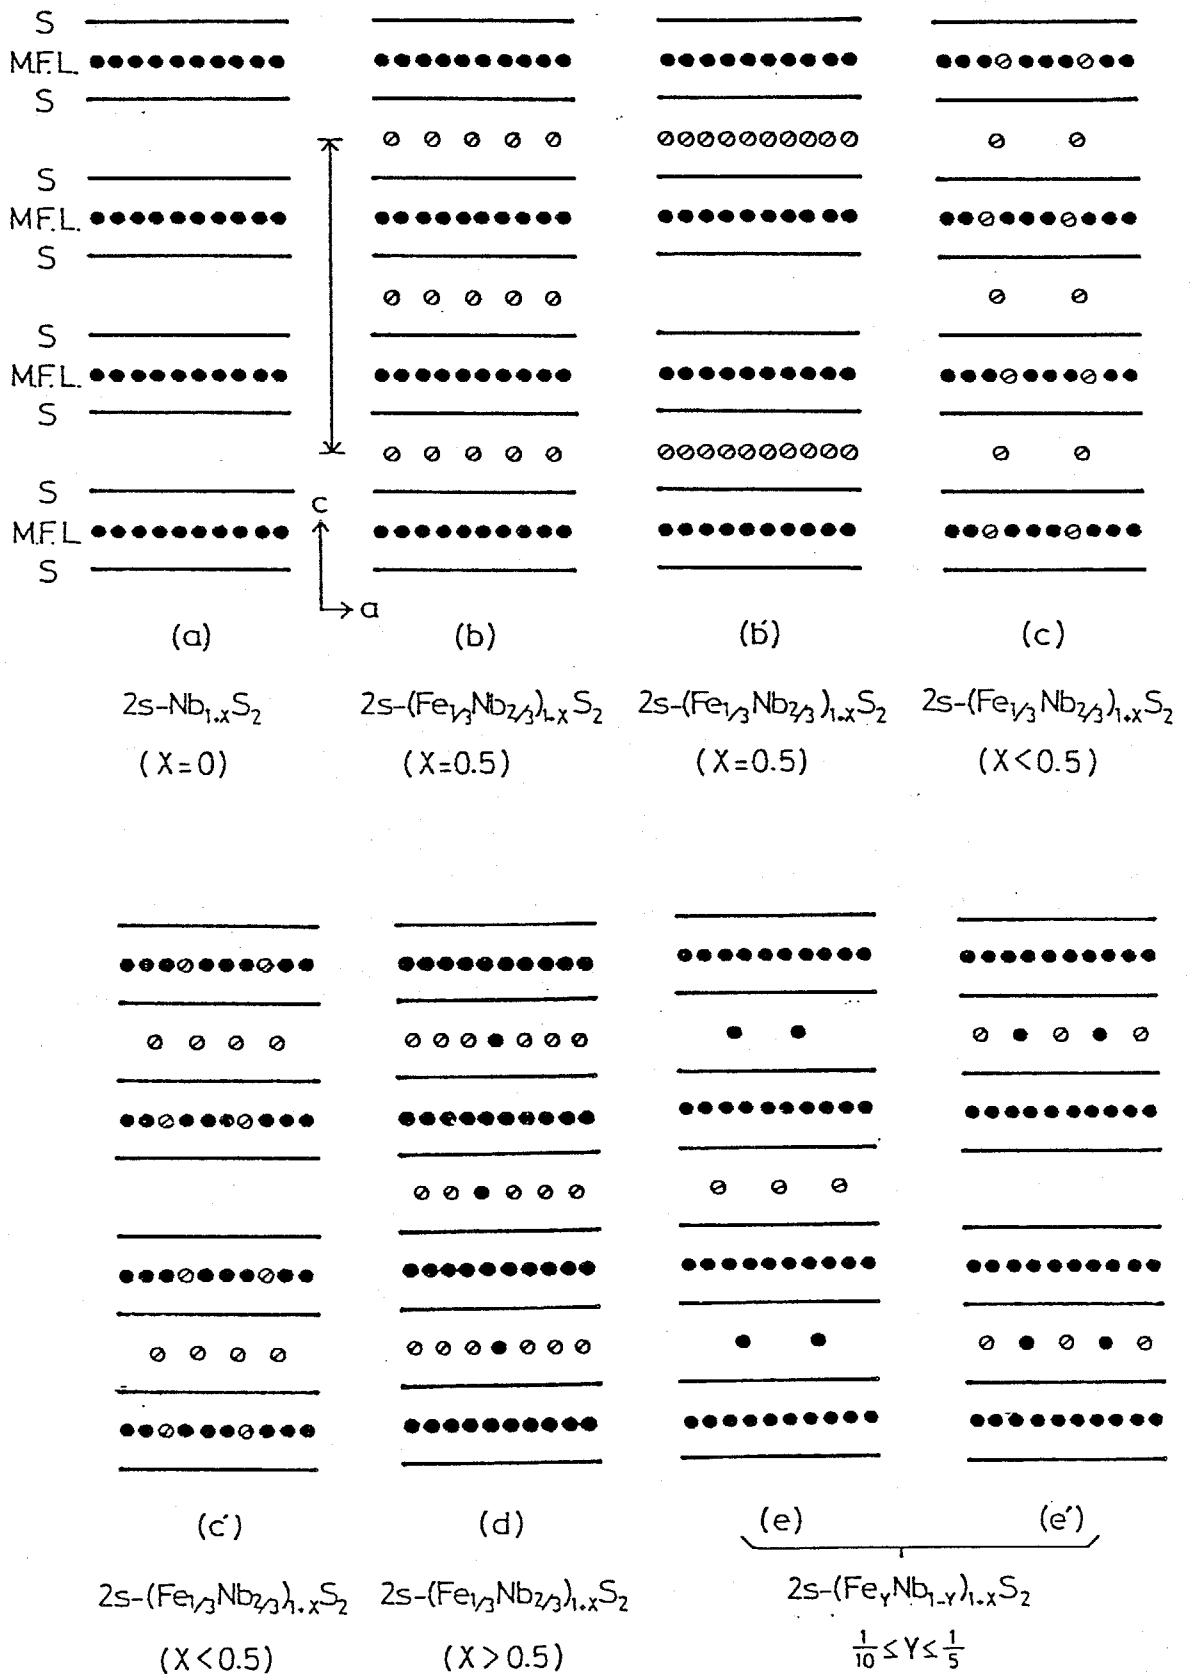 S
M.F.L.
S
S
M.F.L.
S
S
M.F.L.
S
S
M.F.L
S
c
a
(a) (b) (b') (c)
2s-Nb₁₊ₓS₂ 2s-(Fe₁/₃Nb₂/₃)₁₊ₓS₂ 2s-(Fe₁/₃Nb₂/₃)₁₊ₓS₂ 2s-(Fe₁/₃Nb₂/₃)₁₊ₓS₂
(X=0) (X=0.5) (X=0.5) (X<0.5)
(c') (d) (e) (e')
2s-(Fe₁/₃Nb₂/₃)₁₊ₓS₂ 2s-(Fe₁/₃Nb₂/₃)₁₊ₓS₂ 2s-(FeYNb1-Y)₁₊ₓS₂
(X<0.5) (X>0.5) 1/10 ≤ Y ≤ 1/5